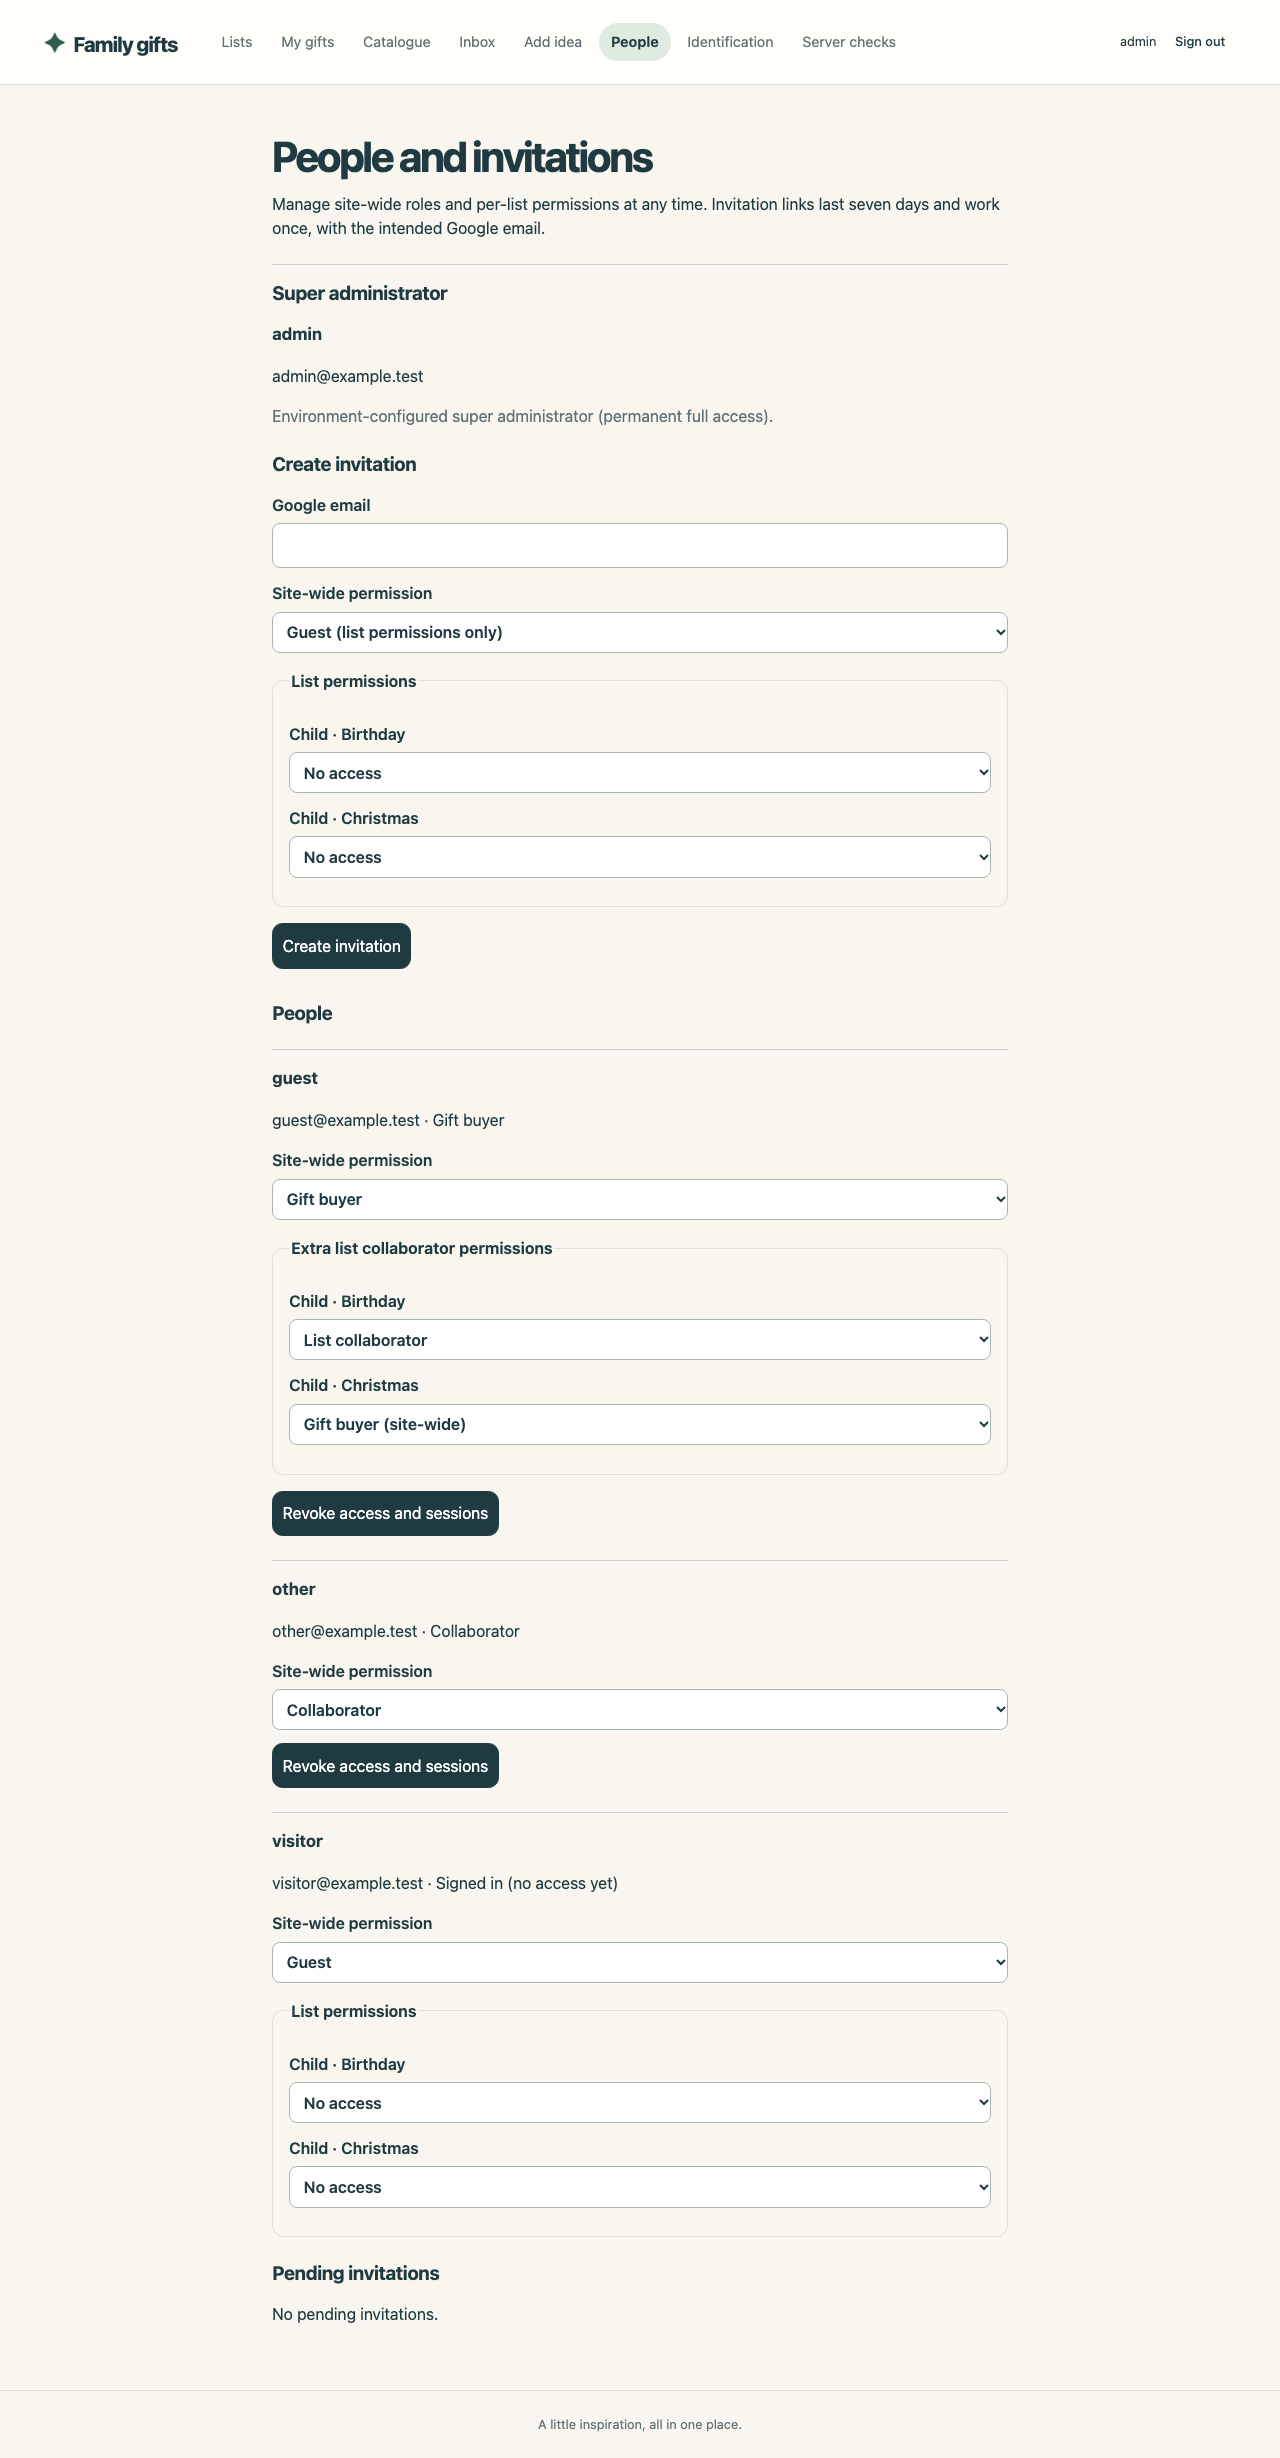 Family gifts
Lists
My gifts
Catalogue
Inbox
Add idea
People
Identification
Server checks
admin
Sign out
People and invitations
Manage site-wide roles and per-list permissions at any time. Invitation links last seven days and work
once, with the intended Google email.
Super administrator
admin
admin@example.test
Environment-configured super administrator (permanent full access).
Create invitation
Google email
Site-wide permission
Guest (list permissions only)
List permissions
Child · Birthday
No access
Child · Christmas
No access
Create invitation
People
guest
guest@example.test · Gift buyer
Site-wide permission
Gift buyer
Extra list collaborator permissions
Child · Birthday
List collaborator
Child · Christmas
Gift buyer (site-wide)
Revoke access and sessions
other
other@example.test · Collaborator
Site-wide permission
Collaborator
Revoke access and sessions
visitor
visitor@example.test · Signed in (no access yet)
Site-wide permission
Guest
List permissions
Child · Birthday
No access
Child · Christmas
No access
Pending invitations
No pending invitations.
A little inspiration, all in one place.